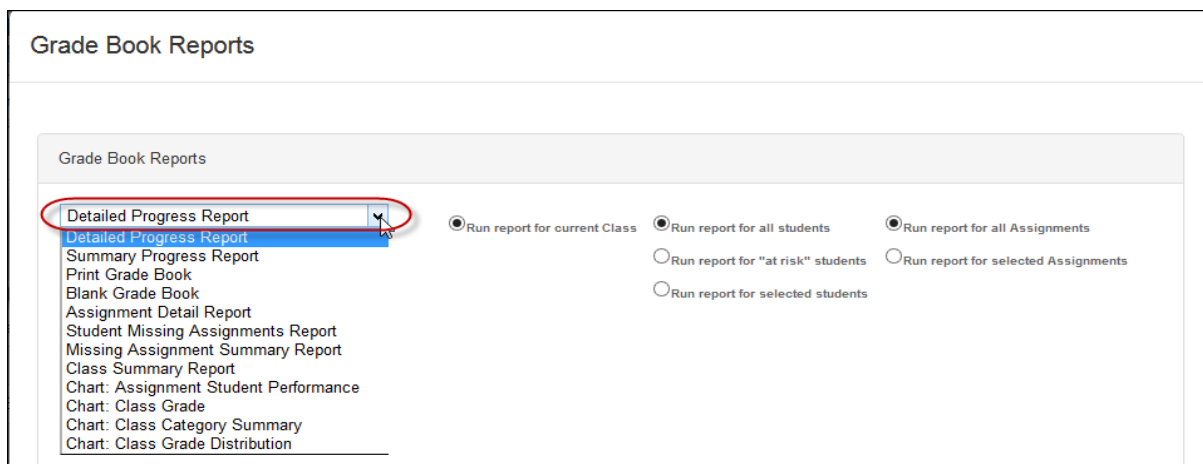 Grade Book Reports
Grade Book Reports
Detailed Progress Report
Detailed Progress Report
Summary Progress Report
Print Grade Book
Blank Grade Book
Assignment Detail Report
Student Missing Assignments Report
Missing Assignment Summary Report
Class Summary Report
Chart: Assignment Student Performance
Chart: Class Grade
Chart: Class Category Summary
Chart: Class Grade Distribution
Run report for current Class
Run report for all students
Run report for "at risk" students
Run report for selected students
Run report for all Assignments
Run report for selected Assignments